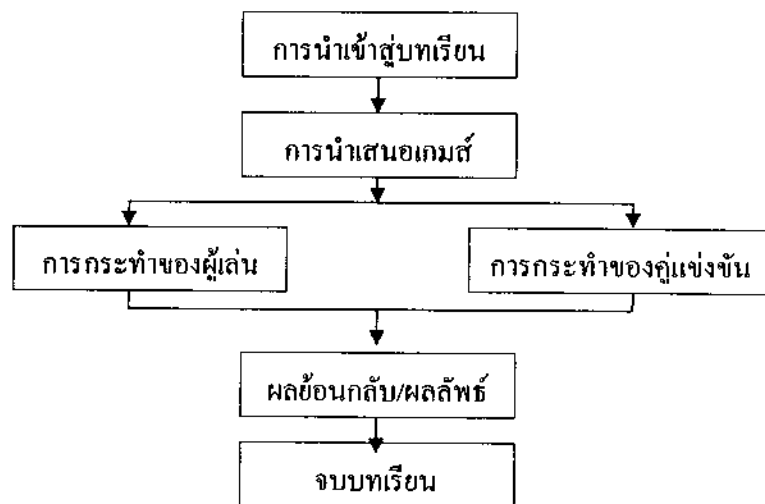 การนำเข้าสู่บทเรียน
การนำเสนอเกมส์
การกระทำของผู้เล่น
การกระทำของคู่แข่งขัน
ผลย้อนกลับ/ผลลัพธ์
จบบทเรียน